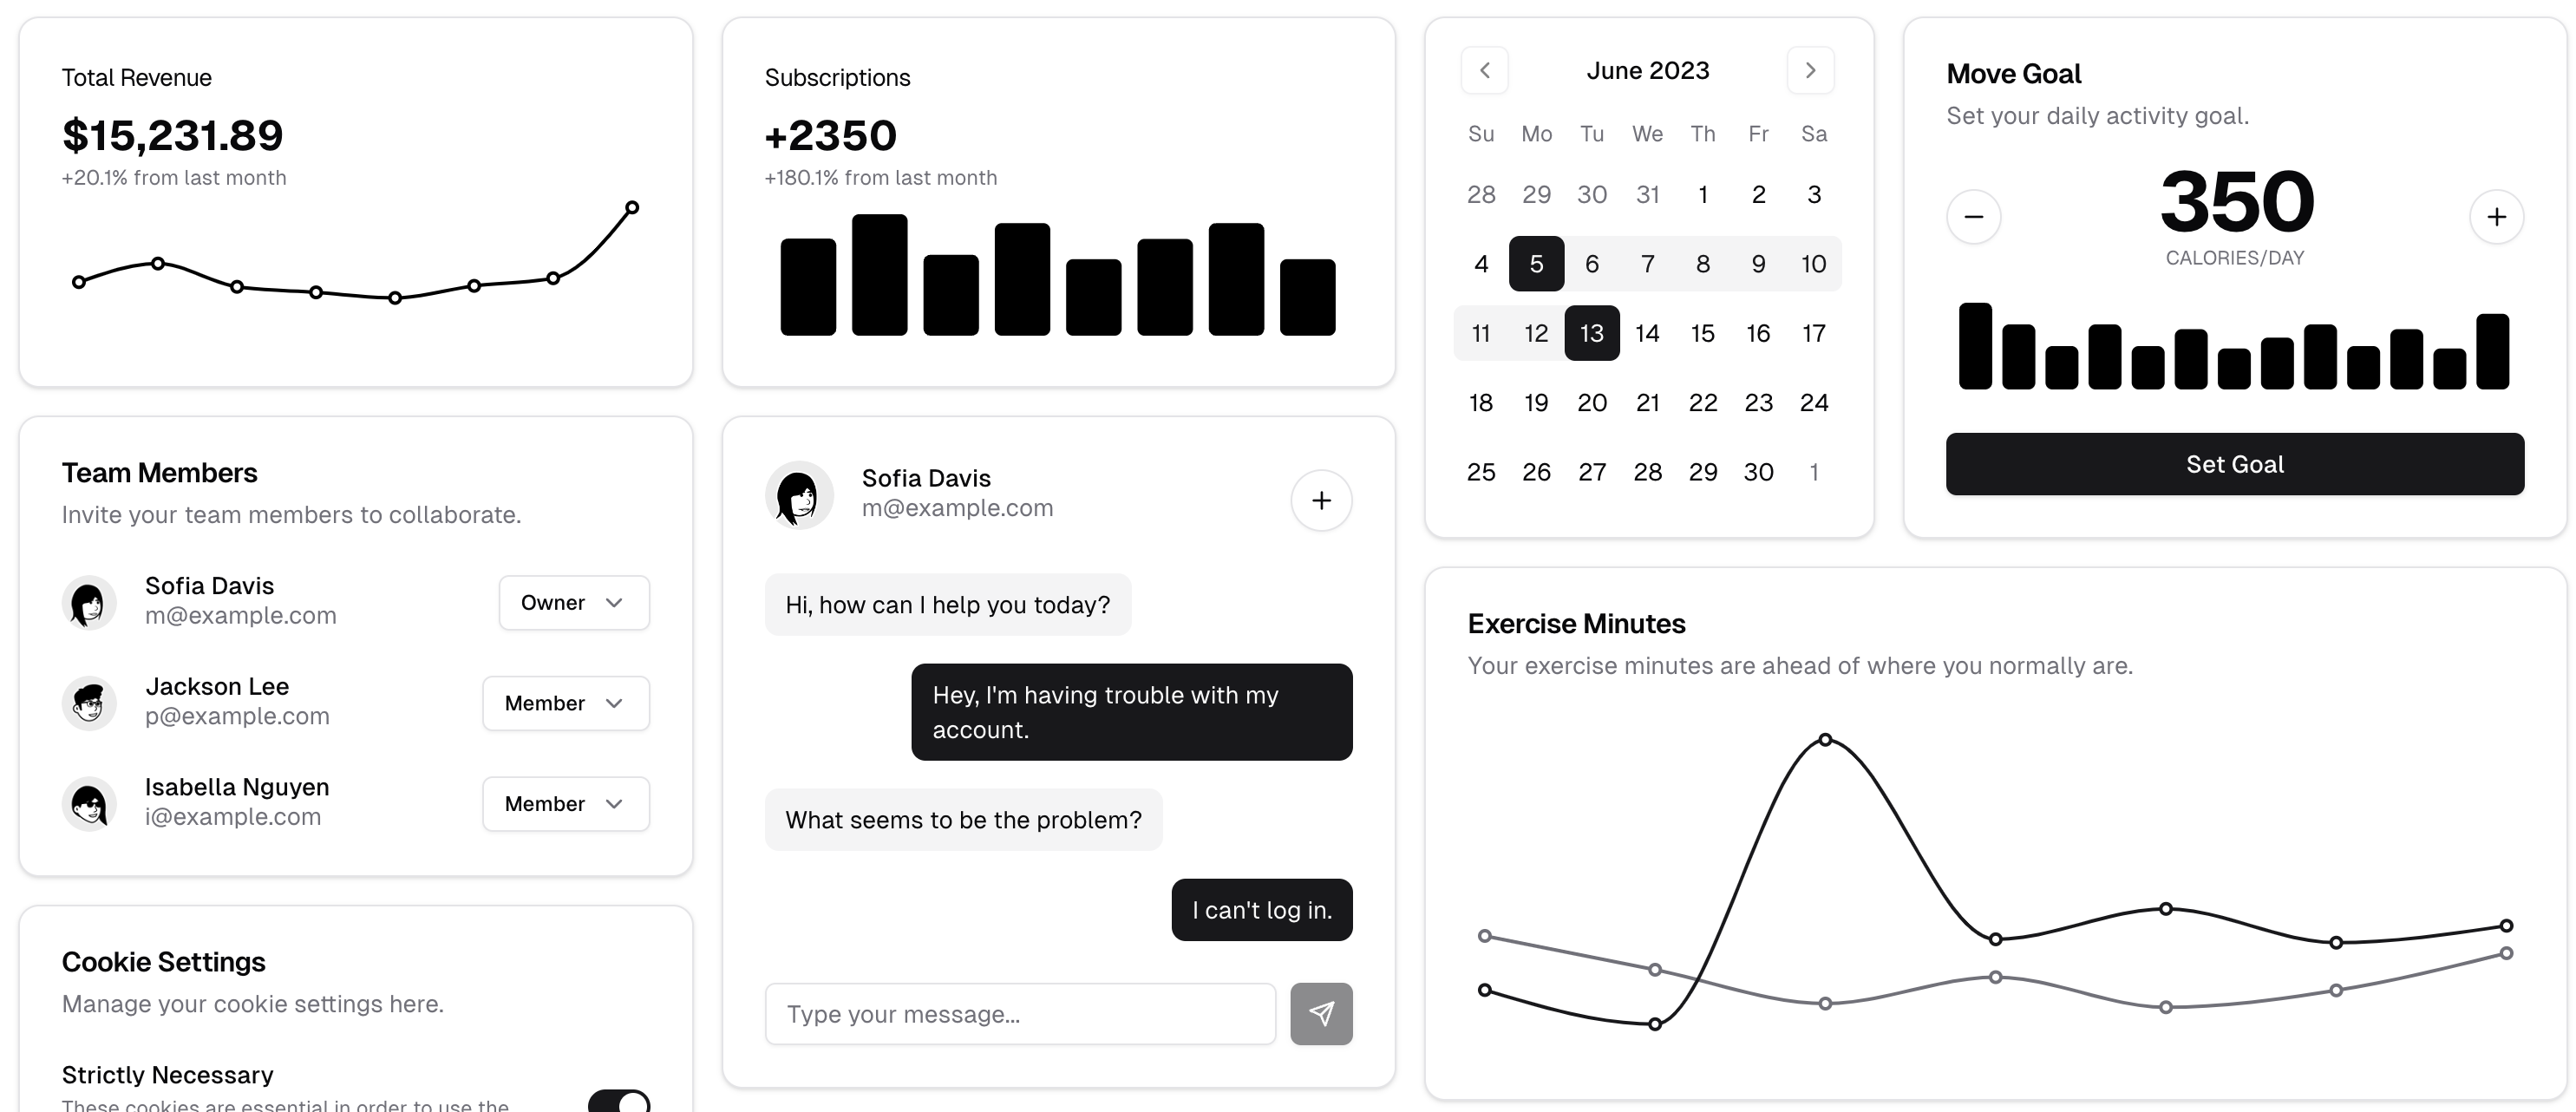 Total Revenue
$15,231.89
+20.1% from last month
Subscriptions
+2350
+180.1% from last month
June 2023
Su Mo Tu We Th Fr Sa
28 29 30 31 1 2 3
4 5 6 7 8 9 10
11 12 13 14 15 16 17
18 19 20 21 22 23 24
25 26 27 28 29 30 1
Move Goal
Set your daily activity goal.
350
CALORIES/DAY
Set Goal
Team Members
Invite your team members to collaborate.
Sofia Davis
m@example.com
Owner
Jackson Lee
p@example.com
Member
Isabella Nguyen
i@example.com
Member
Sofia Davis
m@example.com
Hi, how can I help you today?
Hey, I'm having trouble with my
account.
What seems to be the problem?
I can't log in.
Type your message...
Exercise Minutes
Your exercise minutes are ahead of where you normally are.
Cookie Settings
Manage your cookie settings here.
Strictly Necessary
These cookies are essential in order to use the